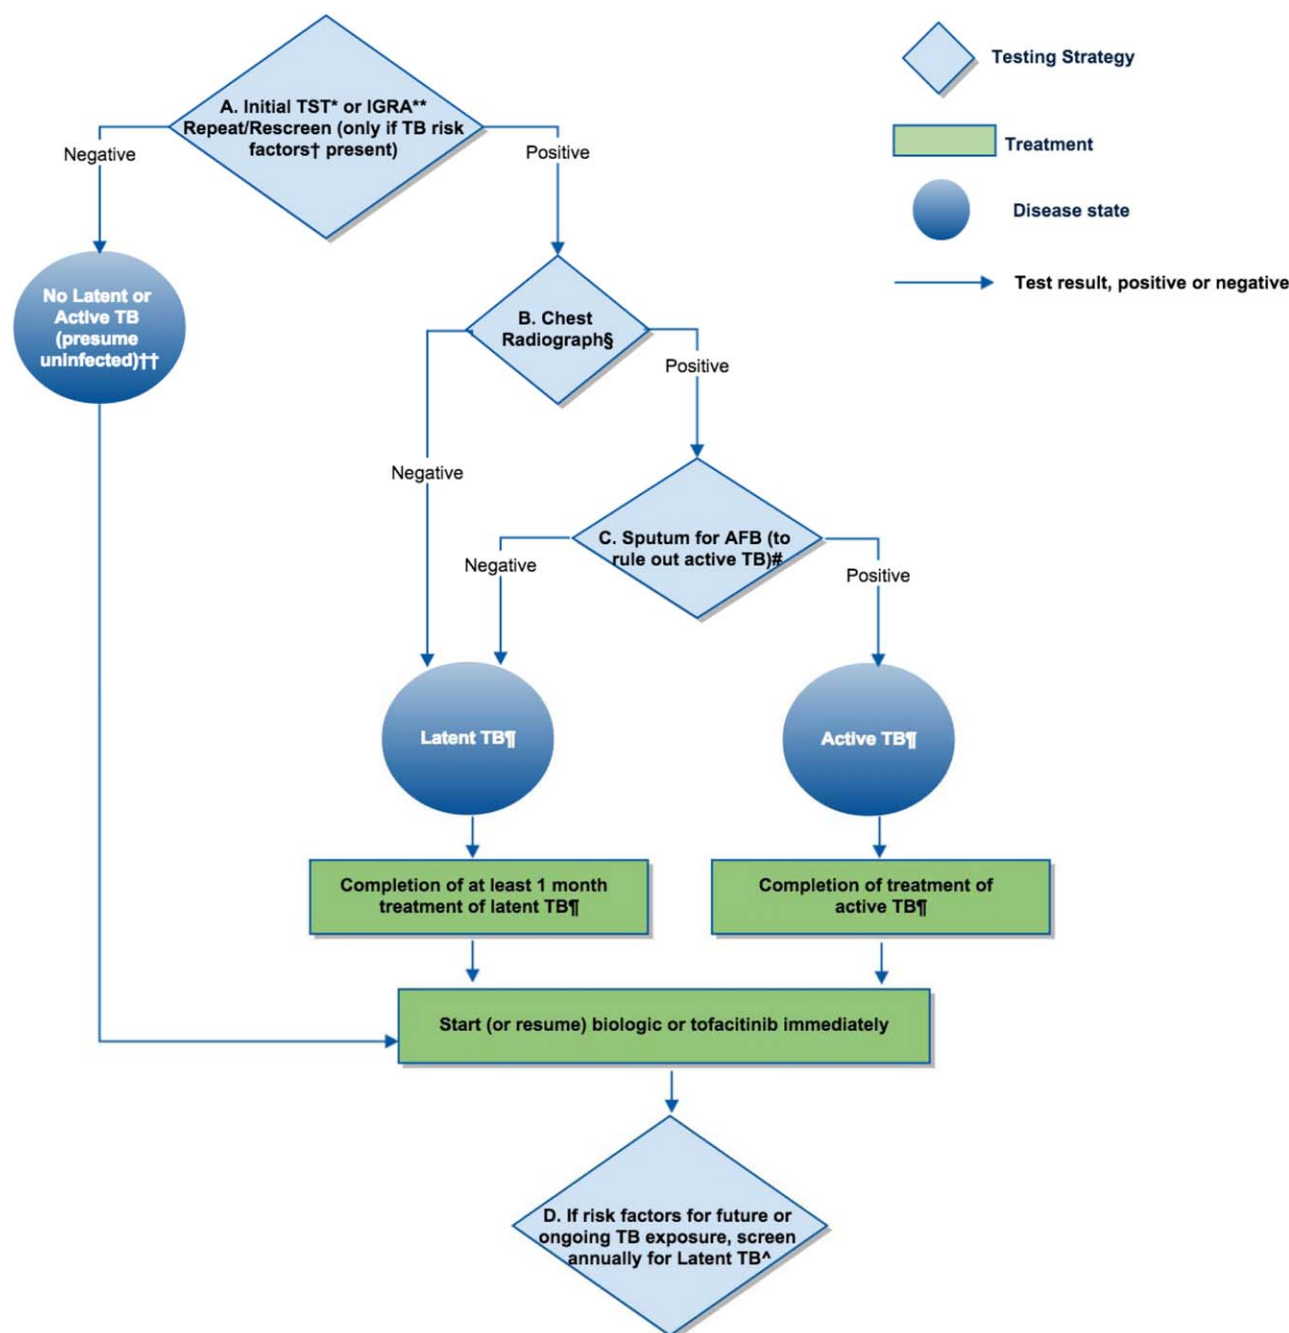 A. Initial TST* or IGRA**
Repeat/Rescreen (only if TB risk
factors† present)
Negative
Positive
Testing Strategy
Treatment
Disease state
Test result, positive or negative
No Latent or
Active TB
(presume
uninfected)††
B. Chest
Radiograph§
Positive
Negative
C. Sputum for AFB (to
rule out active TB)#
Negative
Positive
Latent TB¶
Active TB¶
Completion of at least 1 month
treatment of latent TB¶
Completion of treatment of
active TB¶
Start (or resume) biologic or tofacitinib immediately
D. If risk factors for future or
ongoing TB exposure, screen
annually for Latent TB^